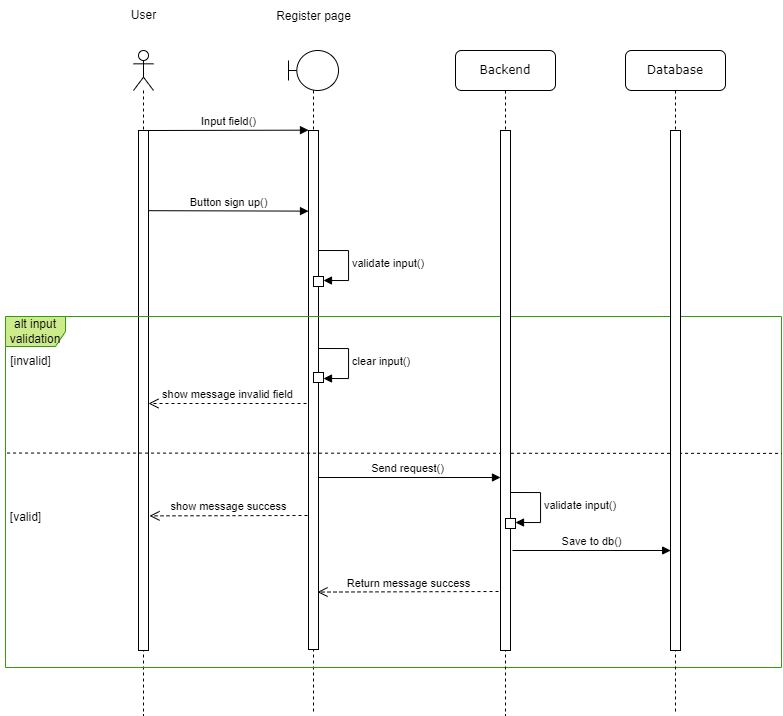 User
Register page
Backend
Database
Input field()
Button sign up()
validate input()
alt input
validation
[invalid]
clear input()
show message invalid field
Send request()
show message success
validate input()
[valid]
Save to db()
Return message success